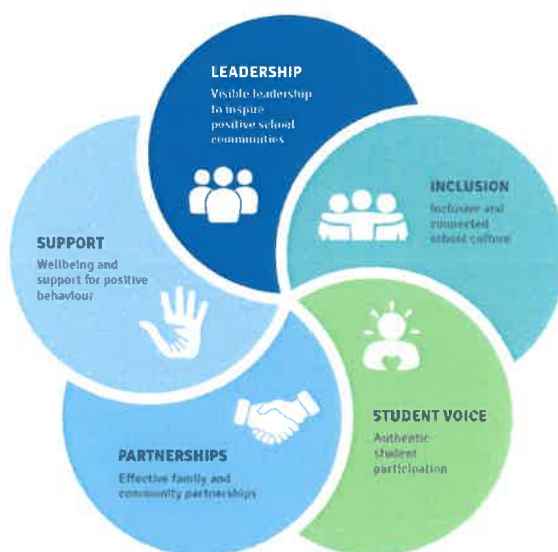 LEADERSHIP
Visible leadership
to inspire
positive school
communities
INCLUSION
Inclusive and
connected
school culture
STUDENT VOICE
Authentic
student
participation
PARTNERSHIPS
Effective family and
community partnerships
SUPPORT
Wellbeing and
support for positive
behaviour